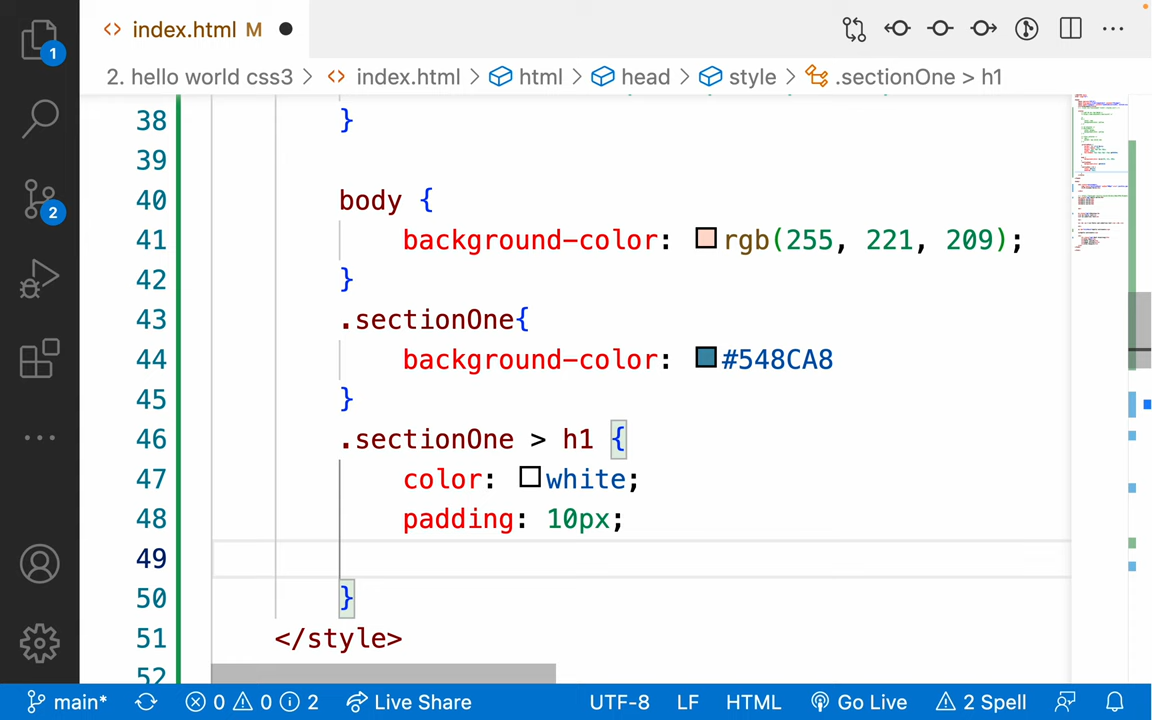 index.html M
2. hello world css3 > index.html > html > head > style > .sectionOne > h1
1
2
38 }
39
40 body {
41 background-color: rgb(255, 221, 209);
42 }
43 .sectionOne{
44 background-color: #548CA8
45 }
46 .sectionOne > h1 {
47 color: white;
48 padding: 10px;
49
50 }
51 </style>
52
main* 0 0 2 Live Share UTF-8 LF HTML Go Live 2 Spell